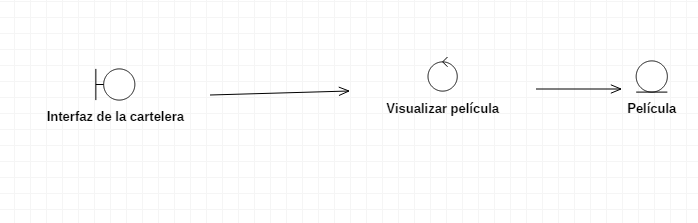 Interfaz de la cartelera
Visualizar película
Película